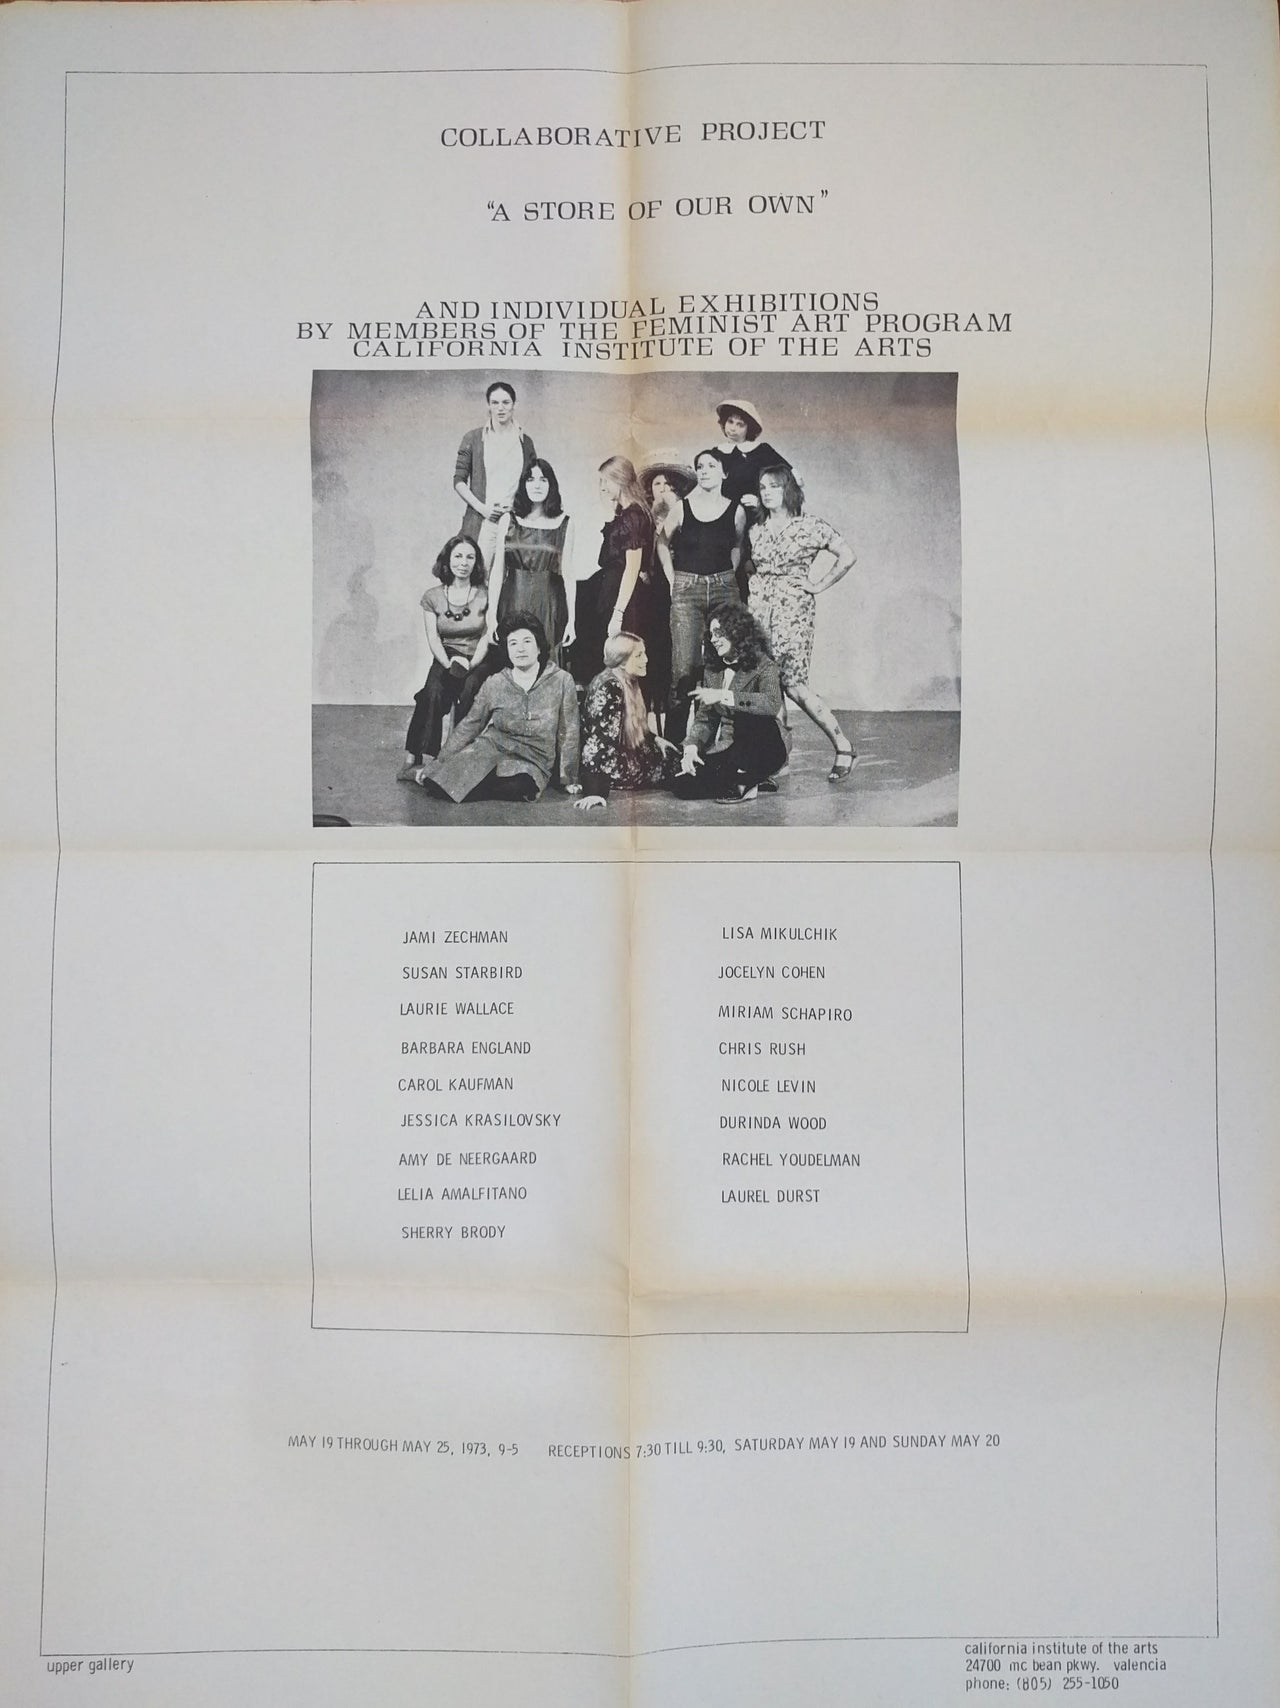 COLLABORATIVE PROJECT
"A STORE OF OUR OWN"
AND INDIVIDUAL EXHIBITIONS
BY MEMBERS OF THE FEMINIST ART PROGRAM
CALIFORNIA INSTITUTE OF THE ARTS
JAMI ZECHMAN
SUSAN STARBIRD
LAURIE WALLACE
BARBARA ENGLAND
CAROL KAUFMAN
JESSICA KRASILOVSKY
AMY DE NEERGAARD
LELIA AMALFITANO
SHERRY BRODY
LISA MIKULCHIK
JOCELYN COHEN
MIRIAM SCHAPIRO
CHRIS RUSH
NICOLE LEVIN
DURINDA WOOD
RACHEL YOUDELMAN
LAUREL DURST
MAY 19 THROUGH MAY 25, 1973, 9-5 RECEPTIONS 7:30 TILL 9:30, SATURDAY MAY 19 AND SUNDAY MAY 20
upper gallery
california institute of the arts
24700 mc bean pkwy. valencia
phone: (805) 255-1050